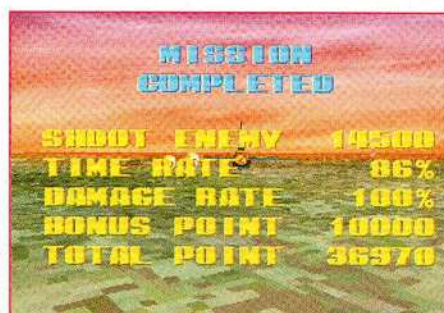 MISSION
COMPLETED
SHOOT ENEMY 14500
TIME RATE 86%
DAMAGE RATE 100%
BONUS POINT 10000
TOTAL POINT 36970